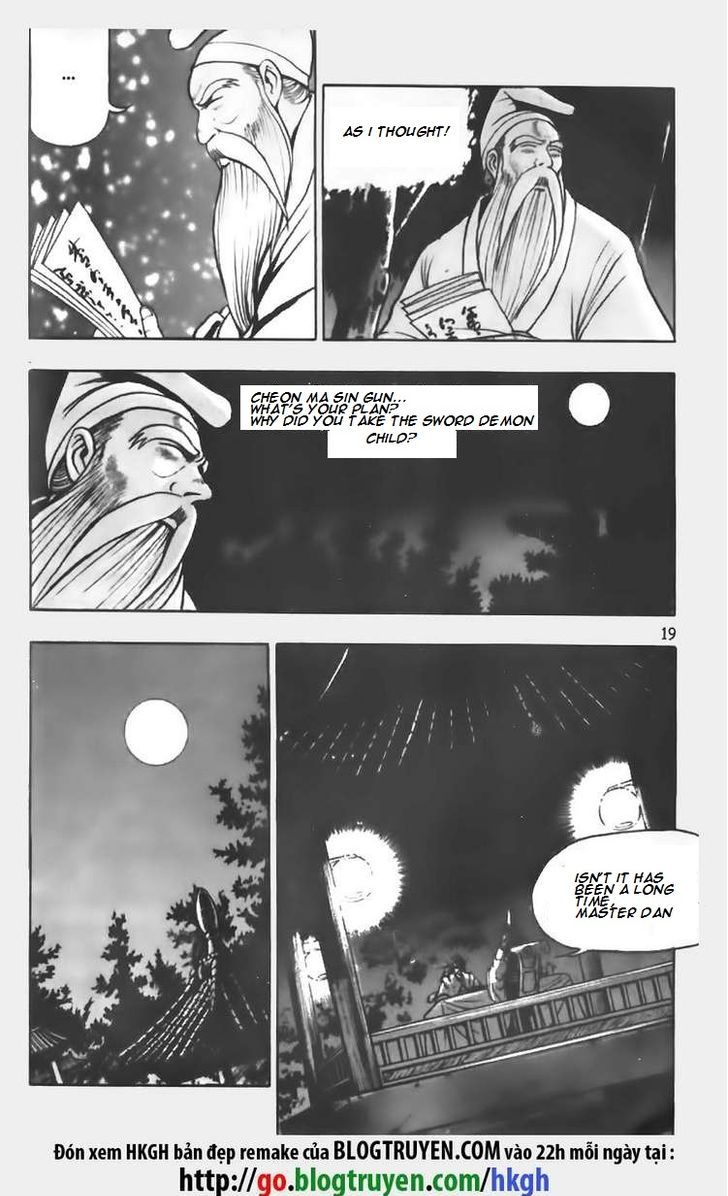 ...
AS I THOUGHT!
CHEON MA SIN GUN...
WHAT'S YOUR PLAN?
WHY DID YOU TAKE THE SWORD DEMON
CHILD?
19
ISN'T IT HAS
BEEN A LONG
TIME,
MASTER DAN
Đón xem HKGH bản đẹp remake của BLOGTRUYEN.COM vào 22h mỗi ngày tại :
http://go.blogtruyen.com/hkgh